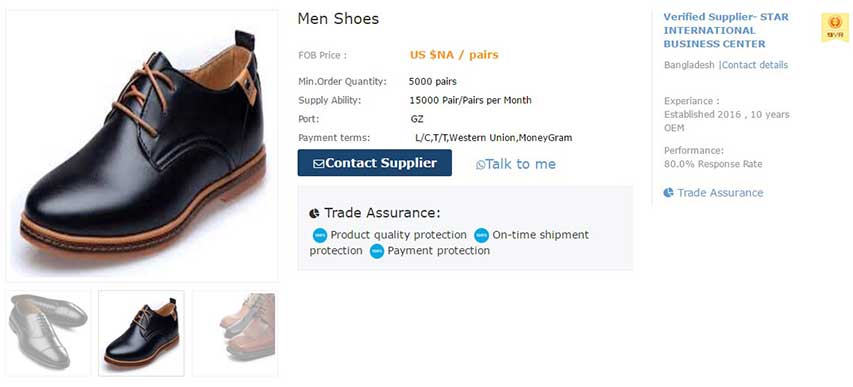 Men Shoes
FOB Price :
US $NA / pairs
Min.Order Quantity:
5000 pairs
Supply Ability:
15000 Pair/Pairs per Month
Port:
GZ
Payment terms:
L/C,T/T,Western Union,MoneyGram
Contact Supplier
Talk to me
Trade Assurance:
Product quality protection On-time shipment
protection Payment protection
Verified Supplier- STAR
INTERNATIONAL
BUSINESS CENTER
Bangladesh |Contact details
Experiance :
Established 2016 , 10 years
OEM
Performance:
80.0% Response Rate
Trade Assurance